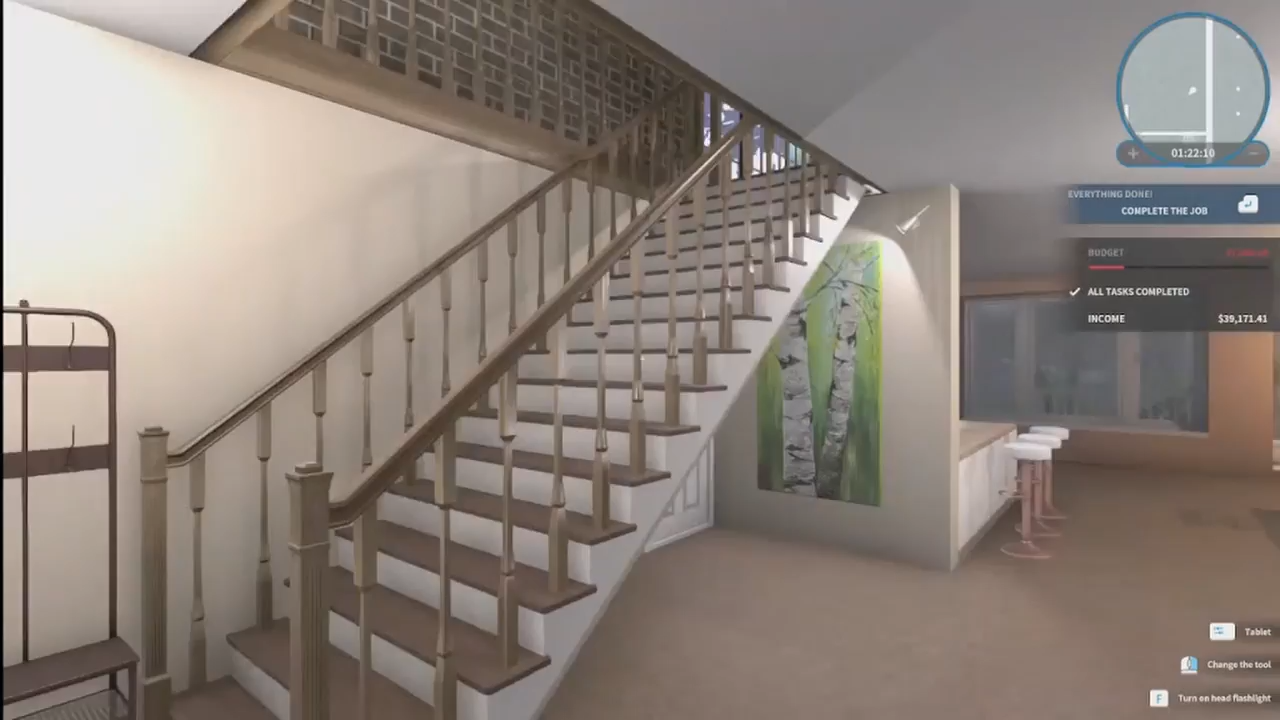 01:22:10
EVERYTHING DONE!
COMPLETE THE JOB
BUDGET
ALL TASKS COMPLETED
INCOME $39,171.41
Tablet
Change the tool
F Turn on head flashlight